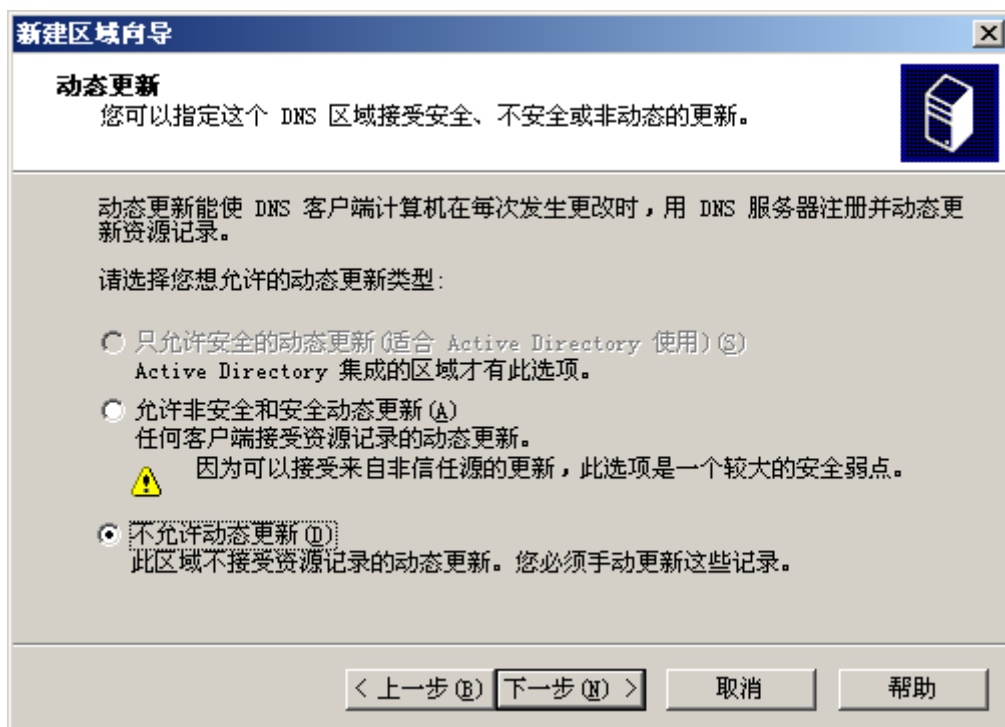 新建区域向导
动态更新
您可以指定这个 DNS 区域接受安全、不安全或非动态的更新。
动态更新能使 DNS 客户端计算机在每次发生更改时，用 DNS 服务器注册并动态更
新资源记录。
请选择您想允许的动态更新类型:
只允许安全的动态更新(适合 Active Directory 使用)(S)
Active Directory 集成的区域才有此选项。
允许非安全和安全动态更新(A)
任何客户端接受资源记录的动态更新。
因为可以接受来自非信任源的更新，此选项是一个较大的安全弱点。
不允许动态更新(D)
此区域不接受资源记录的动态更新。您必须手动更新这些记录。
< 上一步(B) 下一步(N) > 取消 帮助